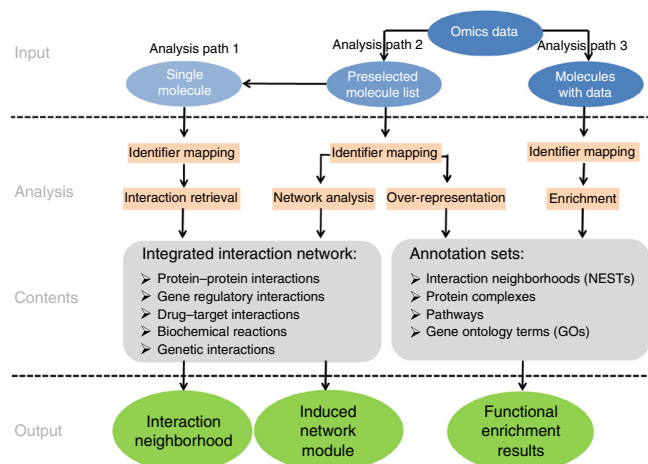 Omics data
Analysis path 1
Analysis path 2
Analysis path 3
Input
Single
molecule
Preselected
molecule list
Molecules
with data
Identifier mapping
Identifier mapping
Identifier mapping
Analysis
Interaction retrieval
Network analysis
Over-representation
Enrichment
Contents
Integrated interaction network:
➢ Protein–protein interactions
➢ Gene regulatory interactions
➢ Drug–target interactions
➢ Biochemical reactions
➢ Genetic interactions
Annotation sets:
➢ Interaction neighborhoods (NESTs)
➢ Protein complexes
➢ Pathways
➢ Gene ontology terms (GOs)
Output
Interaction
neighborhood
Induced
network
module
Functional
enrichment
results